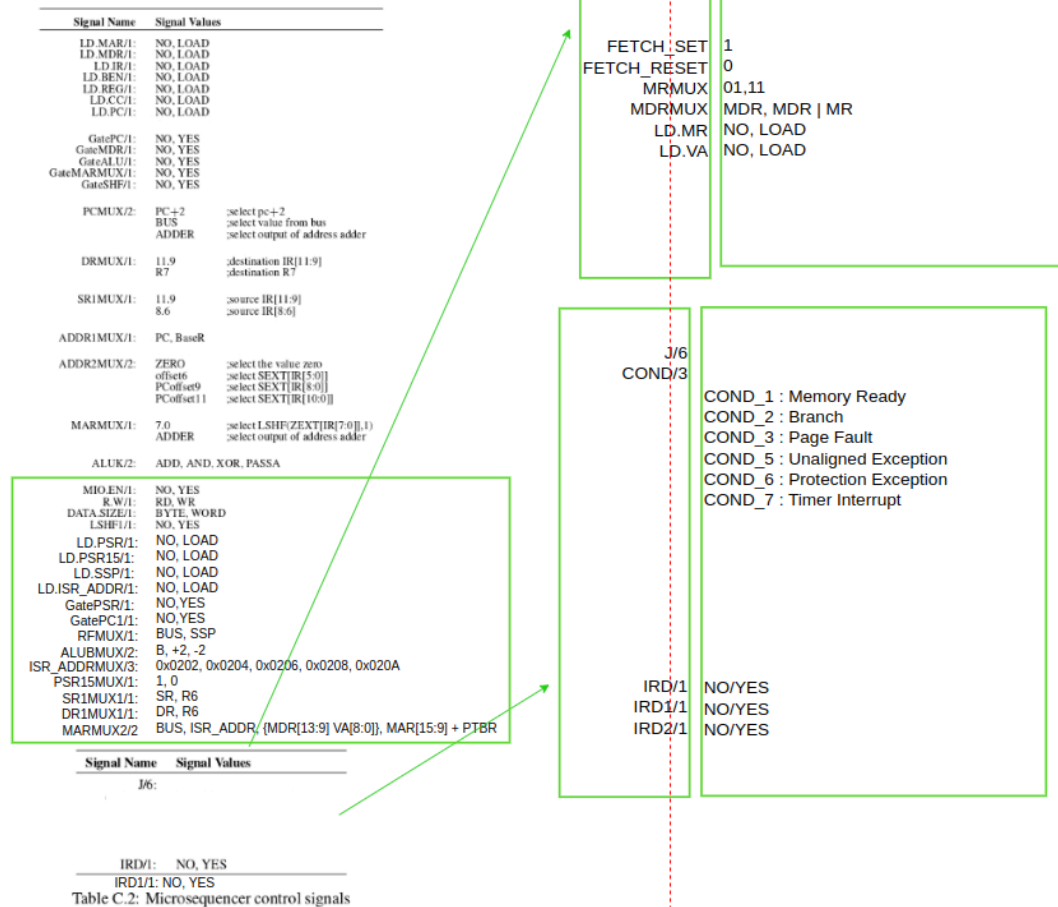 Signal Name Signal Values
LD.MAR/1: NO, LOAD
LD.MDR/1: NO, LOAD
LD.IR/1: NO, LOAD
LD.BEN/1: NO, LOAD
LD.REG/1: NO, LOAD
LD.CC/1: NO, LOAD
LD.PC/1: NO, LOAD
GatePC/1: NO, YES
GateMDR/1: NO, YES
GateALU/1: NO, YES
GateMARMUX/1: NO, YES
GateSHF/1: NO, YES
PCMUX/2: PC+2 ;select pc+2
BUS ;select value from bus
ADDER ;select output of address adder
DRMUX/1: 11.9 ;destination IR[11:9]
R7 ;destination R7
SR1MUX/1: 11.9 ;source IR[11:9]
8.6 ;source IR[8:6]
ADDR1MUX/1: PC, BaseR
ADDR2MUX/2: ZERO ;select the value zero
offset6 ;select SEXT[IR[5:0]]
PCoffset9 ;select SEXT[IR[8:0]]
PCoffset11 ;select SEXT[IR[10:0]]
MARMUX/1: 7.0 ;select LSHF(ZEXT[IR[7:0]],1)
ADDER ;select output of address adder
ALUK/2: ADD, AND, XOR, PASSA
MIO.EN/1: NO, YES
R.W/1: RD, WR
DATA.SIZE/1: BYTE, WORD
LSHF1/1: NO, YES
LD.PSR/1: NO, LOAD
LD.PSR15/1: NO, LOAD
LD.SSP/1: NO, LOAD
LD.ISR_ADDR/1: NO, LOAD
GatePSR/1: NO,YES
GatePC1/1: NO,YES
RFMUX/1: BUS, SSP
ALUBMUX/2: B, +2, -2
ISR_ADDRMUX/3: 0x0202, 0x0204, 0x0206, 0x0208, 0x020A
PSR15MUX/1: 1, 0
SR1MUX1/1: SR, R6
DR1MUX1/1: DR, R6
MARMUX2/2 BUS, ISR_ADDR, {MDR[13:9] VA[8:0]}, MAR[15:9] + PTBR
Signal Name Signal Values
J/6:
IRD/1: NO, YES
IRD1/1: NO, YES
Table C.2: Microsequencer control signals
FETCH_SET 1
FETCH_RESET 0
MRMUX 01,11
MDRMUX MDR, MDR | MR
LD.MR NO, LOAD
LD.VA NO, LOAD
J/6
COND/3
COND_1 : Memory Ready
COND_2 : Branch
COND_3 : Page Fault
COND_5 : Unaligned Exception
COND_6 : Protection Exception
COND_7 : Timer Interrupt
IRD/1 NO/YES
IRD1/1 NO/YES
IRD2/1 NO/YES